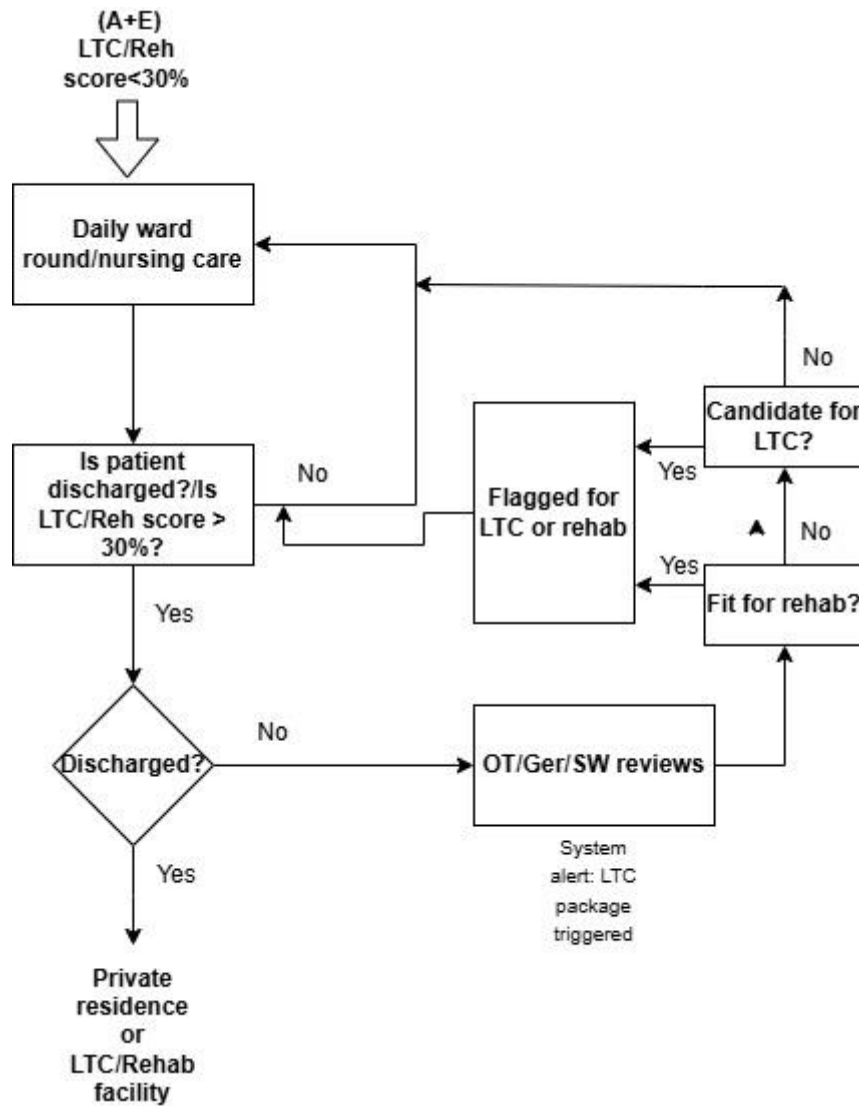 (A+E)
LTC/Reh
score<30%
Daily ward
round/nursing care
Is patient
discharged?/Is
LTC/Reh score >
30%?
No
Yes
Discharged?
No
Yes
Private
residence
or
LTC/Rehab
facility
OT/Ger/SW reviews
System
alert: LTC
package
triggered
Fit for rehab?
Yes
No
Candidate for
LTC?
Yes
No
Flagged for
LTC or rehab